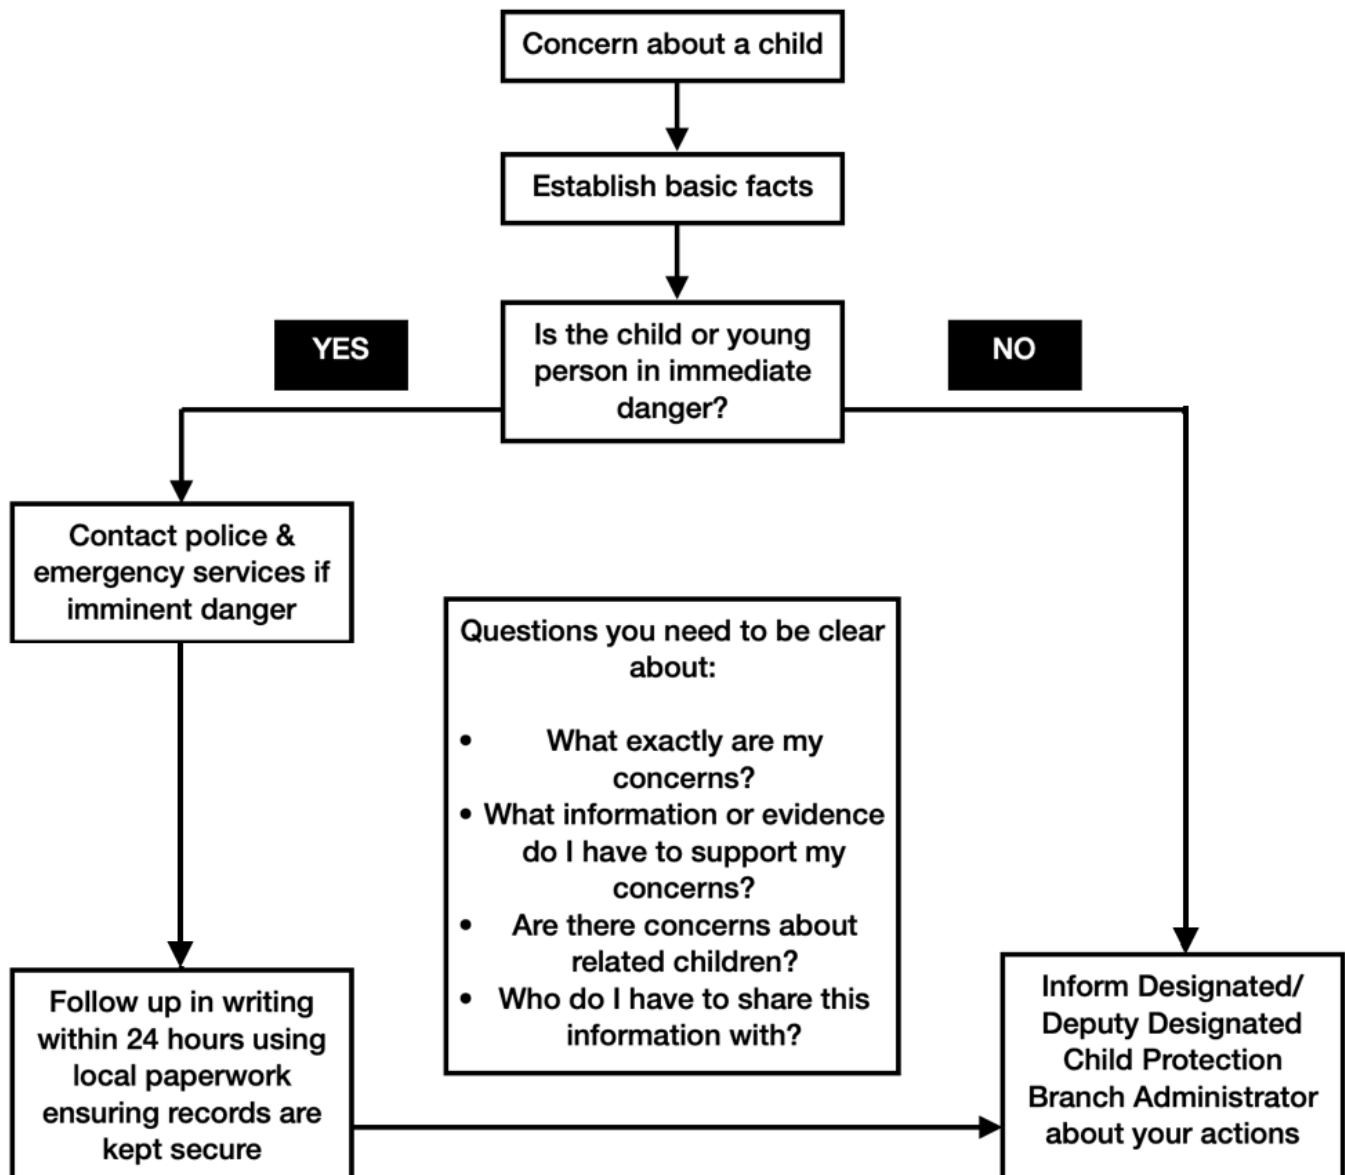 Concern about a child
Establish basic facts
Is the child or young
person in immediate
danger?
YES
NO
Contact police &
emergency services if
imminent danger
Questions you need to be clear
about:
• What exactly are my
concerns?
• What information or evidence
do I have to support my
concerns?
• Are there concerns about
related children?
• Who do I have to share this
information with?
Follow up in writing
within 24 hours using
local paperwork
ensuring records are
kept secure
Inform Designated/
Deputy Designated
Child Protection
Branch Administrator
about your actions